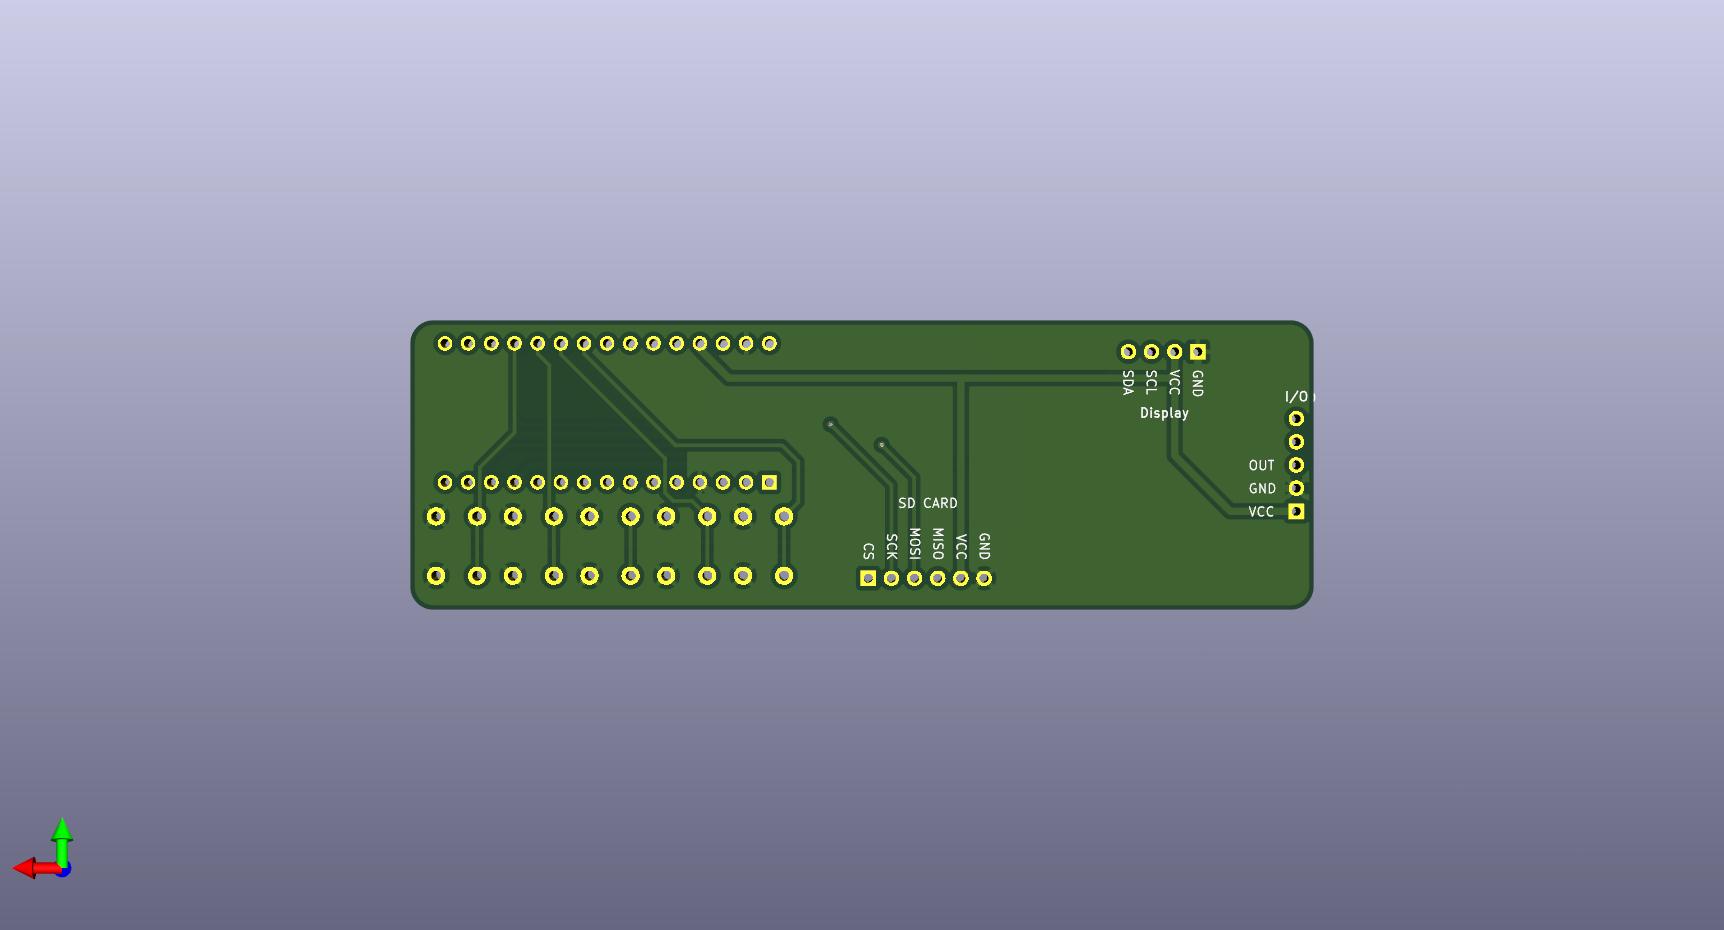 SDA
SCL
VCC
GND
Display
I/O
OUT
GND
VCC
SD CARD
CS
SCK
MOSI
MISO
VCC
GND